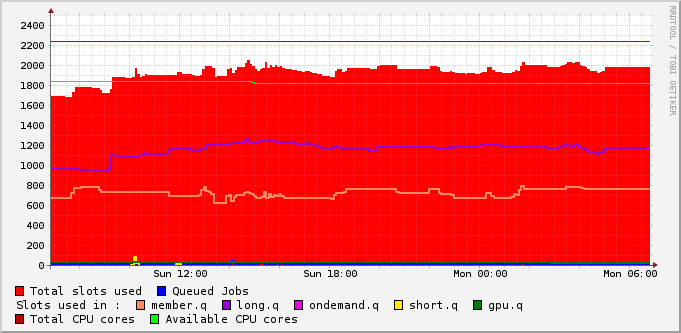 2400
2200
2000
1800
1600
1400
1200
1000
800
600
400
200
0
Sun 12:00 Sun 18:00 Mon 00:00 Mon 06:00
Total slots used Queued Jobs
Slots used in : member.q long.q ondemand.q short.q gpu.q
Total CPU cores Available CPU cores
RRDTOOL / TOBI OETIKER